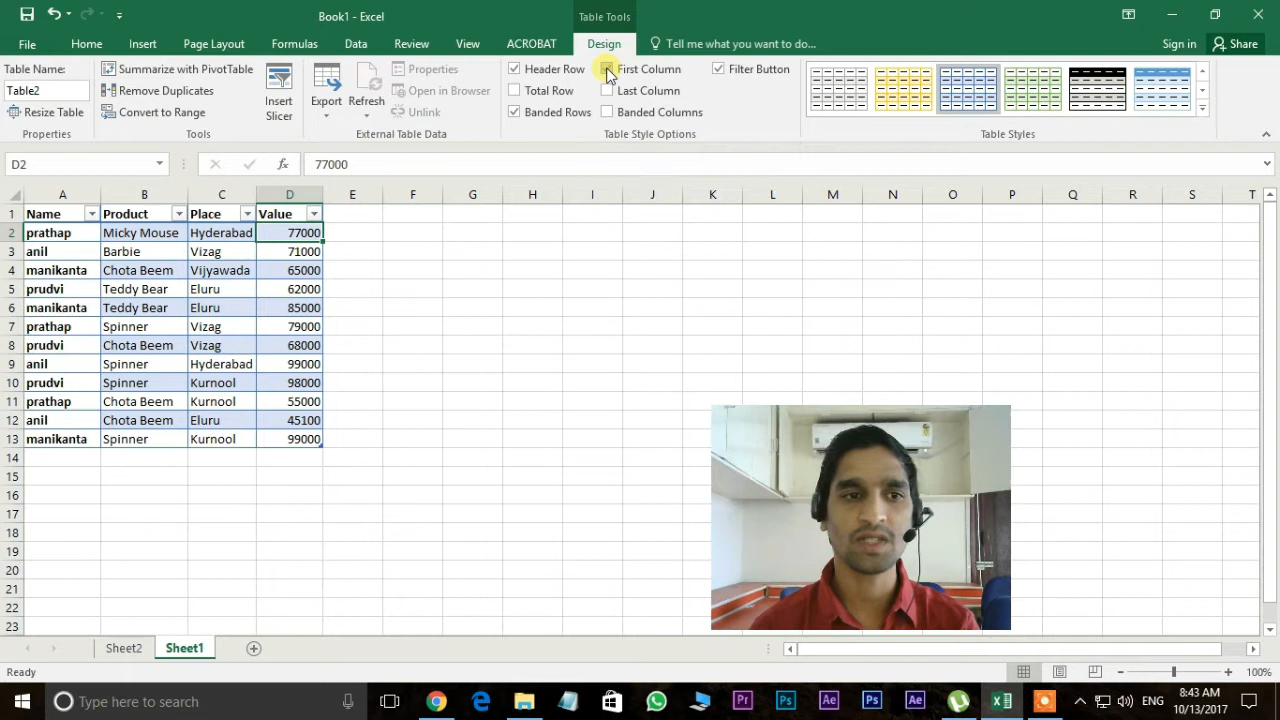 Book1 - Excel
Table Tools
File Home Insert Page Layout Formulas Data Review View ACROBAT Design Tell me what you want to do... Sign in Share
Table Name: Summarize with PivotTable Properties Header Row First Column Filter Button
Table2 Remove Duplicates Insert Slicer Export Refresh Open in Browser Total Row Last Column
Resize Table Convert to Range Unlink Banded Rows Banded Columns
Properties Tools External Table Data Table Style Options Table Styles
D2 fx 77000
A B C D E F G H I J K L M N O P Q R S T
1 Name Product Place Value
2 prathap Micky Mouse Hyderabad 77000
3 anil Barbie Vizag 71000
4 manikanta Chota Beem Vijyawada 65000
5 prudvi Teddy Bear Eluru 62000
6 manikanta Teddy Bear Eluru 85000
7 prathap Spinner Vizag 79000
8 prudvi Chota Beem Vizag 68000
9 anil Spinner Hyderabad 99000
10 prudvi Spinner Kurnool 98000
11 prathap Chota Beem Kurnool 55000
12 anil Chota Beem Eluru 45100
13 manikanta Spinner Kurnool 99000
14
15
16
17
18
19
20
21
22
23
Sheet2 Sheet1
Ready 100%
Type here to search Pr Ps Ae Ps Ae ENG 8:43 AM
10/13/2017